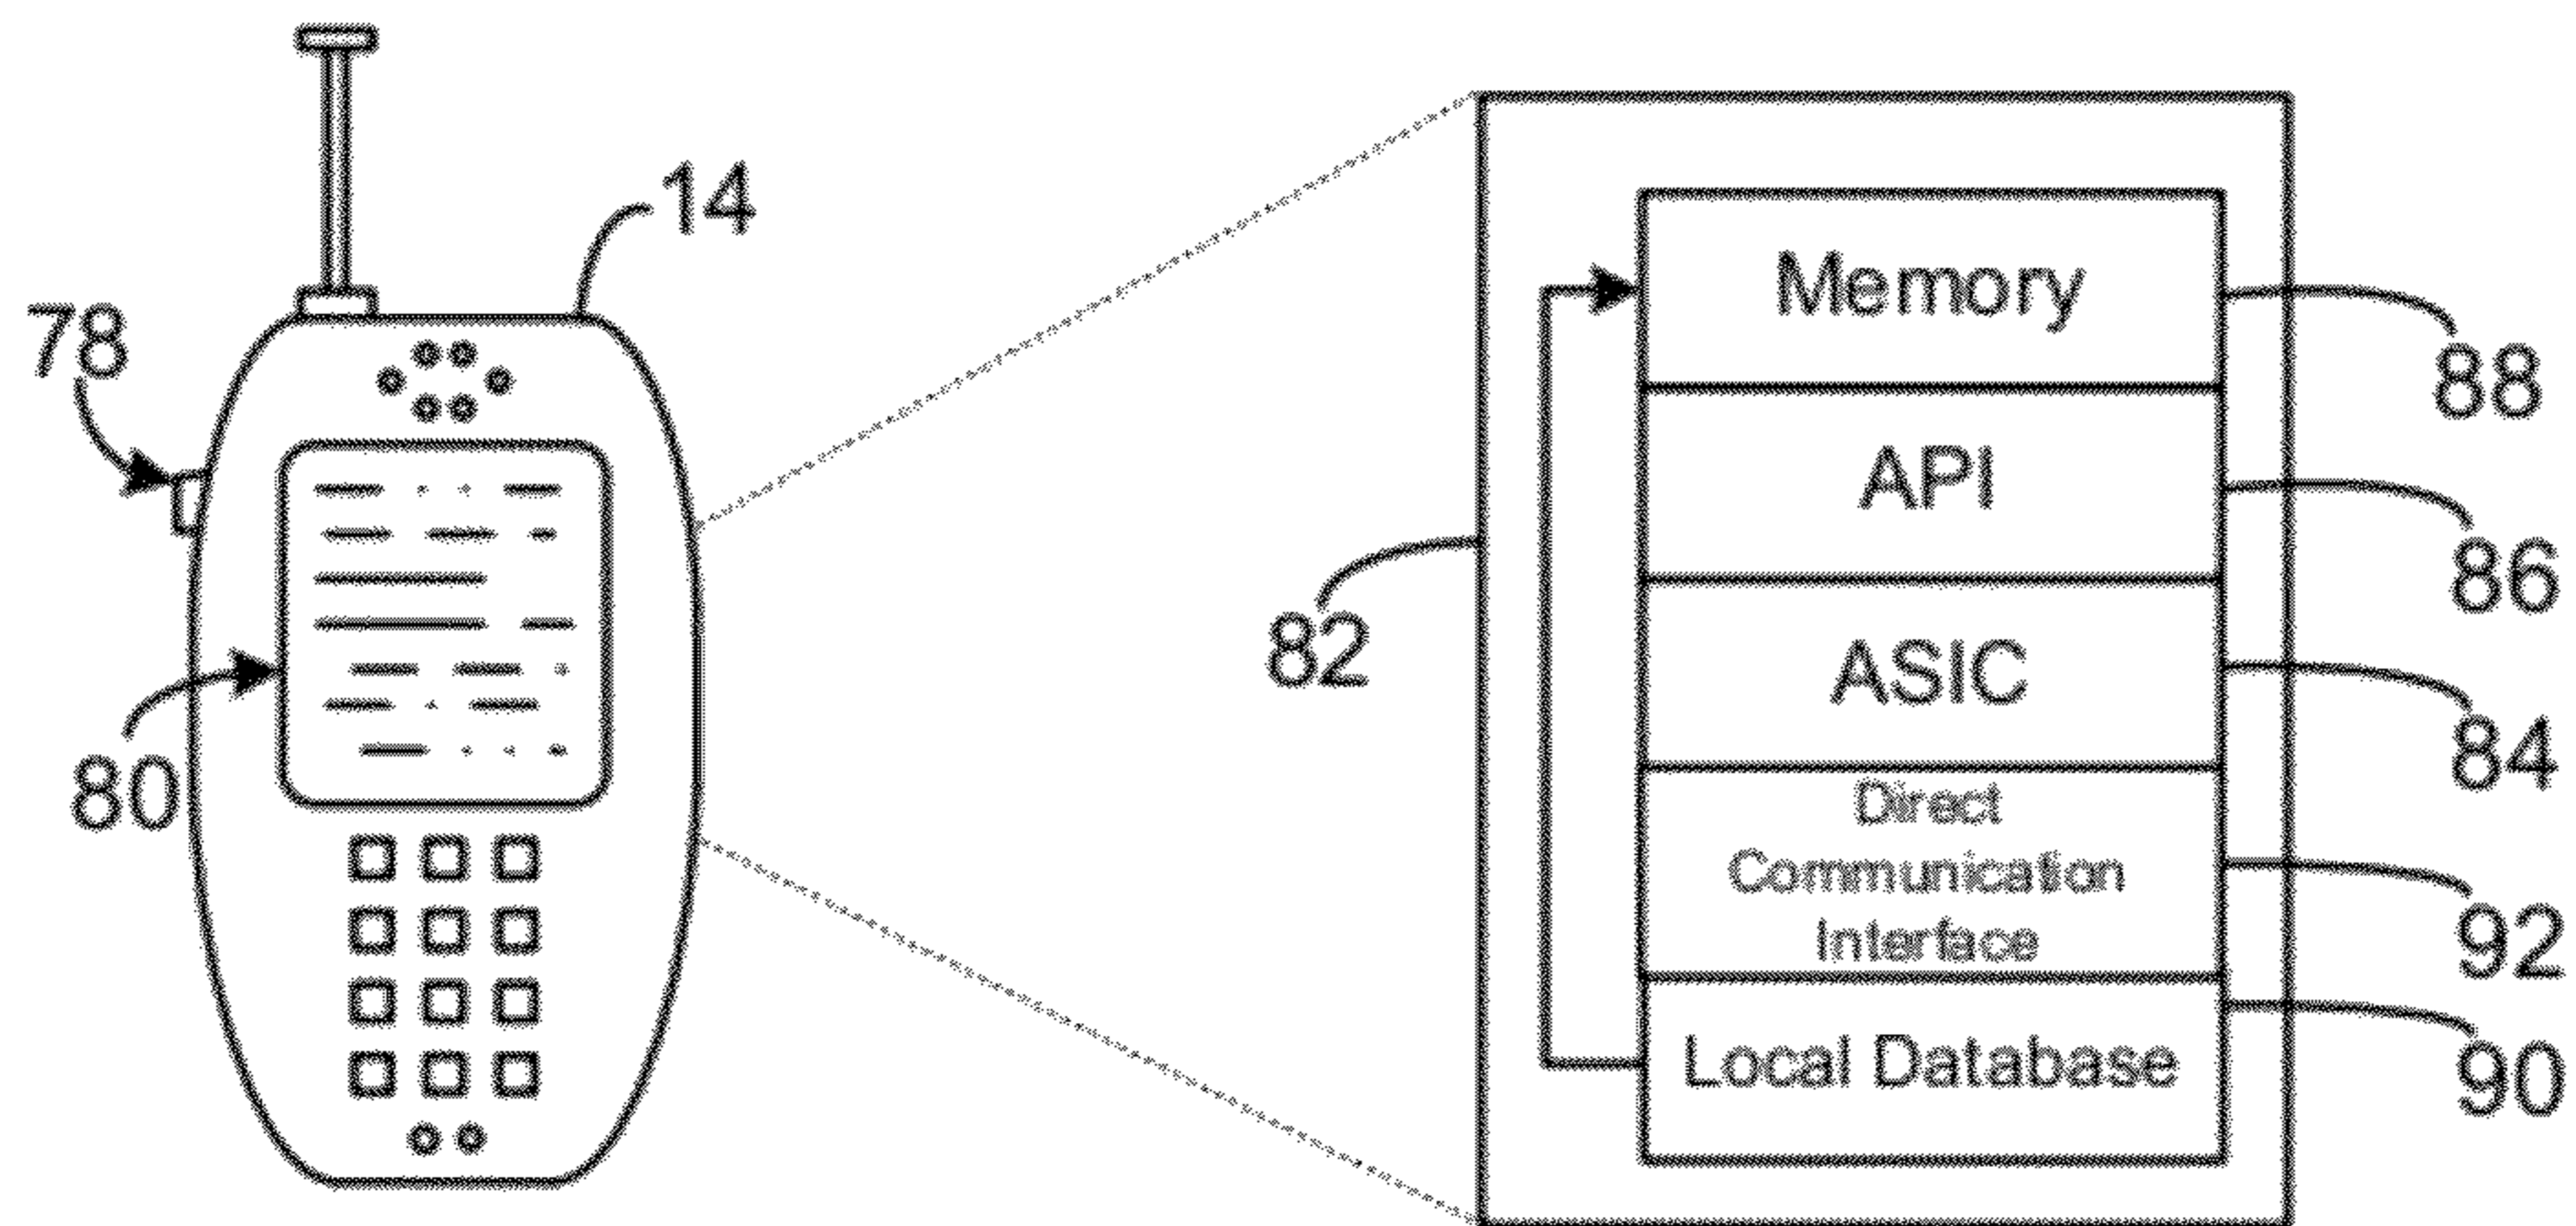 14
78
80
82
Memory
88
API
86
ASIC
84
Direct
Communication
Interface
92
Local Database
90